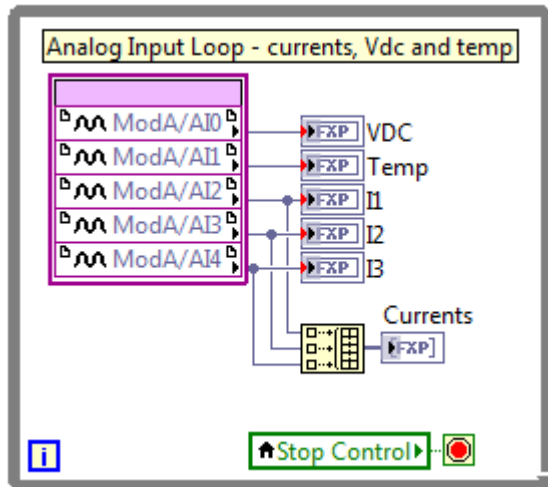 Analog Input Loop - currents, Vdc and temp
ModA/AI0 FXP VDC
ModA/AI1 FXP Temp
ModA/AI2 FXP I1
ModA/AI3 FXP I2
ModA/AI4 FXP I3
Currents
[FXP]
i Stop Control